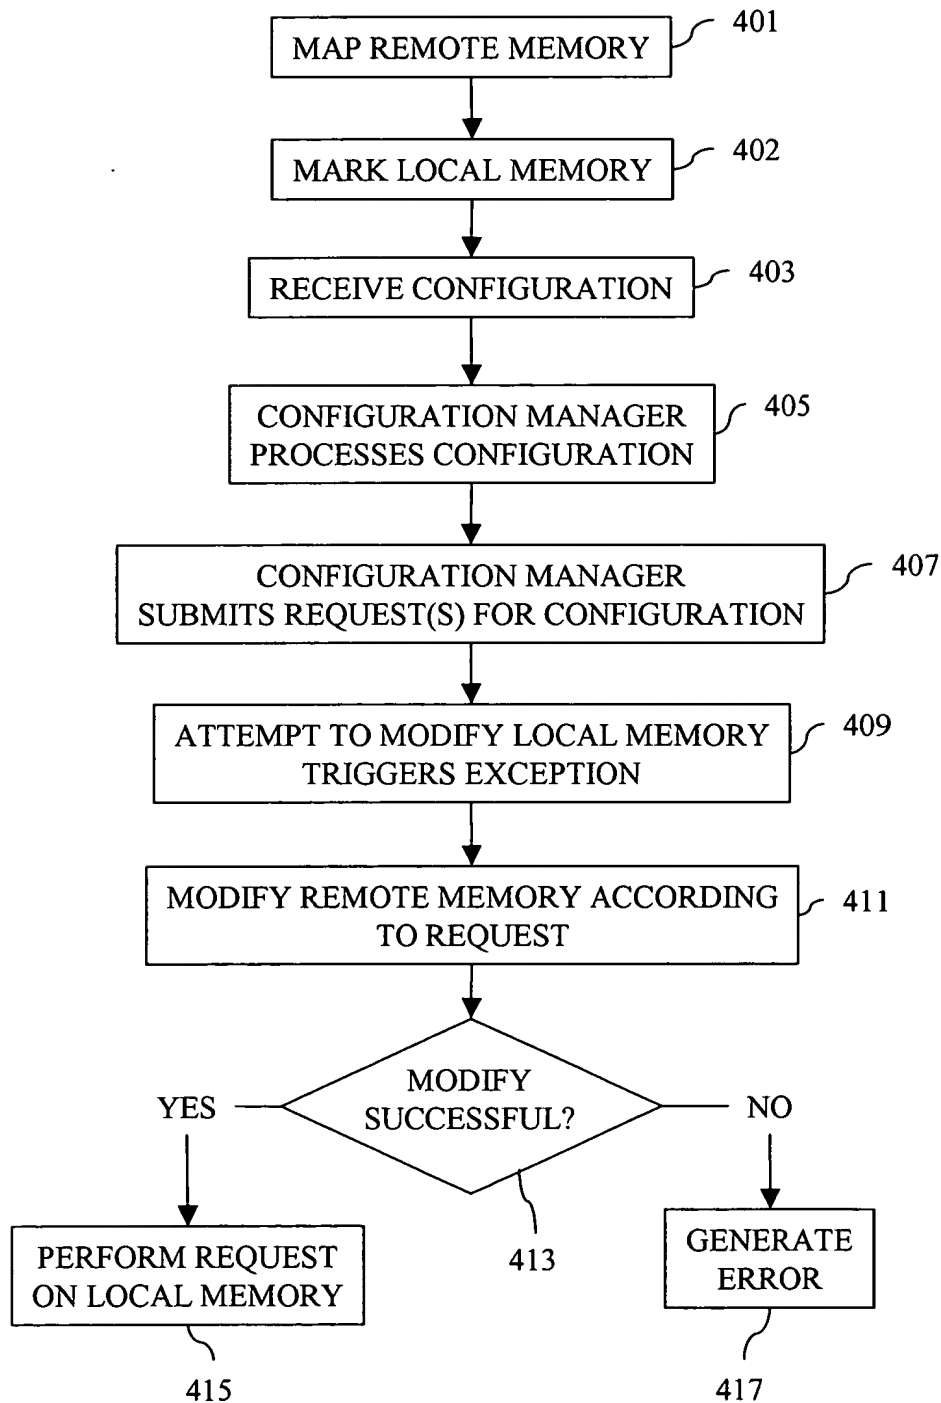 MAP REMOTE MEMORY
401
MARK LOCAL MEMORY
402
RECEIVE CONFIGURATION
403
CONFIGURATION MANAGER
PROCESSES CONFIGURATION
405
CONFIGURATION MANAGER
SUBMITS REQUEST(S) FOR CONFIGURATION
407
ATTEMPT TO MODIFY LOCAL MEMORY
TRIGGERS EXCEPTION
409
MODIFY REMOTE MEMORY ACCORDING
TO REQUEST
411
MODIFY
SUCCESSFUL?
413
YES
NO
PERFORM REQUEST
ON LOCAL MEMORY
415
GENERATE
ERROR
417